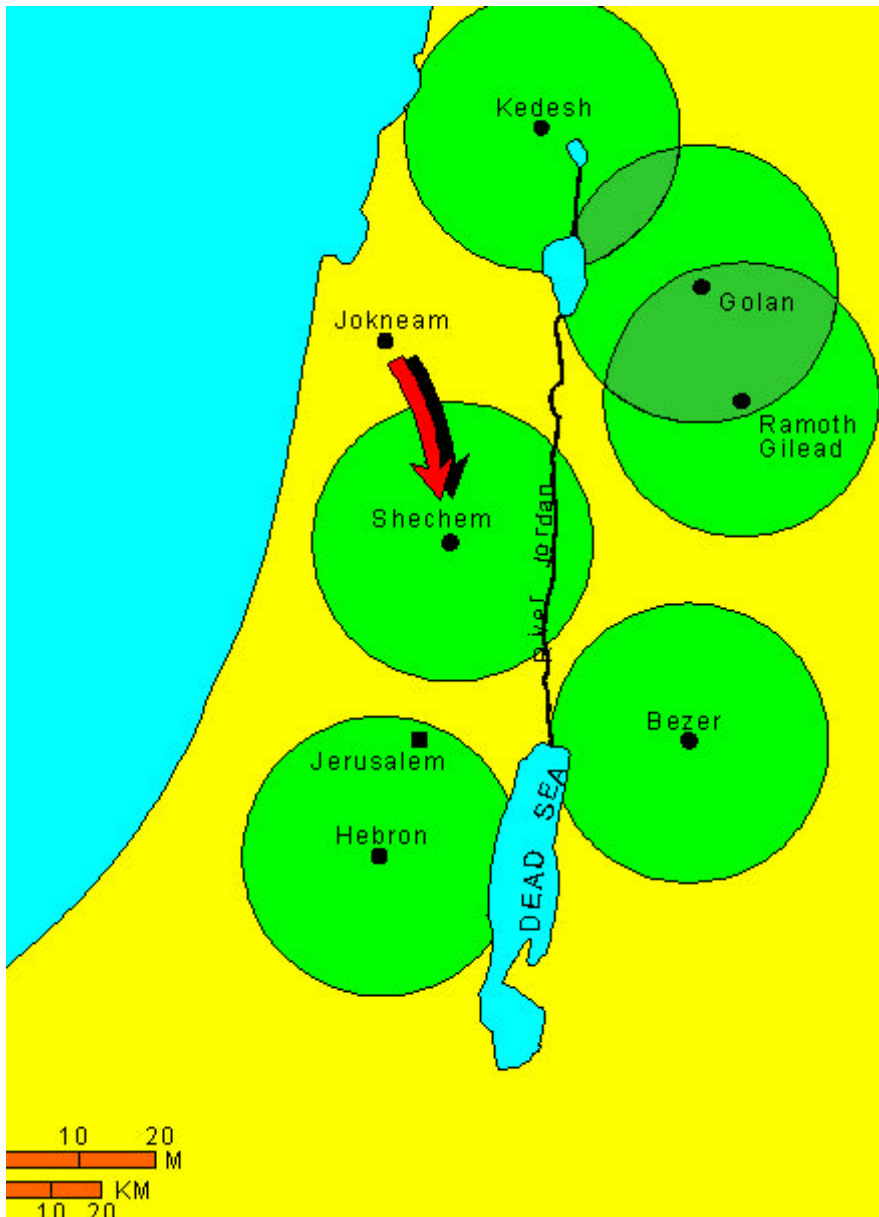 Kedesh
Golan
Jokneam
Ramoth
Gilead
Shechem
River Jordan
Bezer
Jerusalem
DEAD SEA
Hebron
10 20
M
KM
10 20